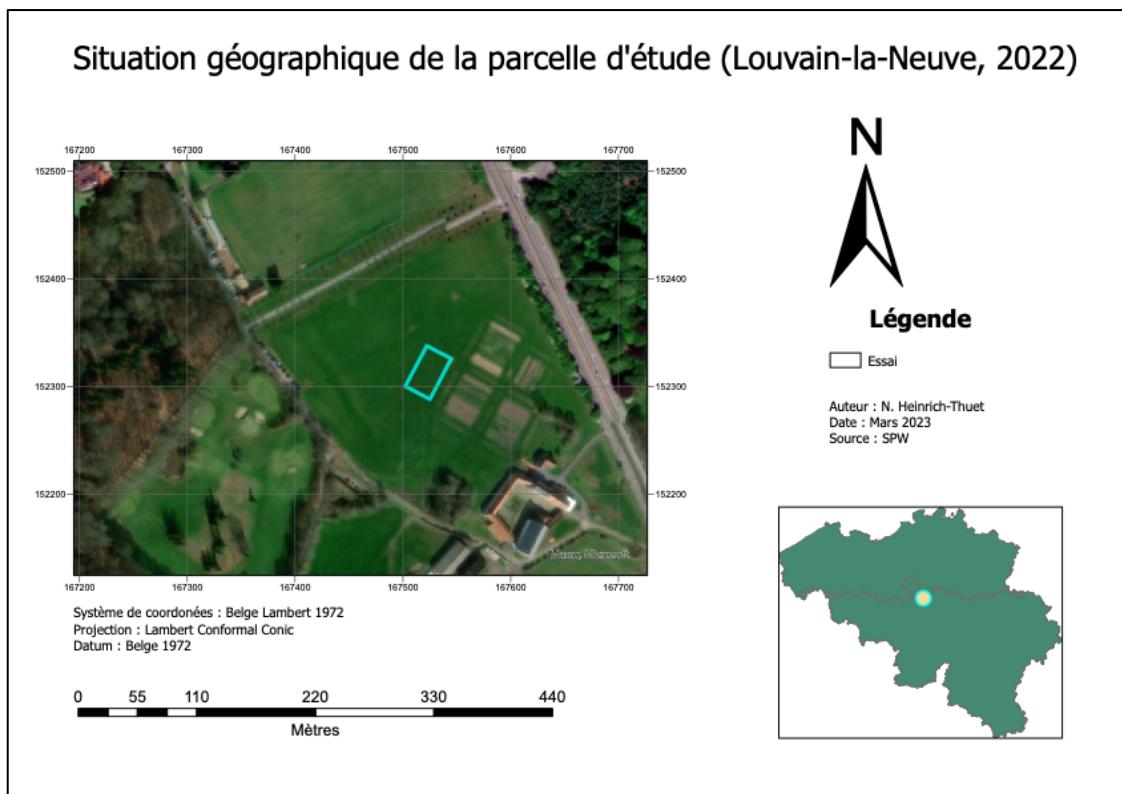 Situation géographique de la parcelle d'étude (Louvain-la-Neuve, 2022)
N
167200 167300 167400 167500 167600 167700
152500 152500
152400 152400
152300 152300
152200 152200
Maxar, Microsoft
167200 167300 167400 167500 167600 167700
Légende
Essai
Auteur : N. Heinrich-Thuet
Date : Mars 2023
Source : SPW
Système de coordonées : Belge Lambert 1972
Projection : Lambert Conformal Conic
Datum : Belge 1972
0 55 110 220 330 440
Mètres